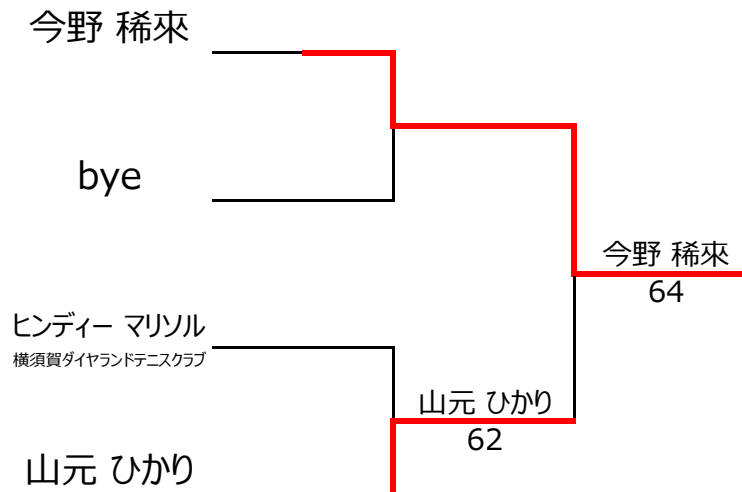 今野 稀來
bye
ヒンディー マリソル
横須賀ダイヤランドテニスクラブ
山元 ひかり
山元 ひかり
62
今野 稀來
64